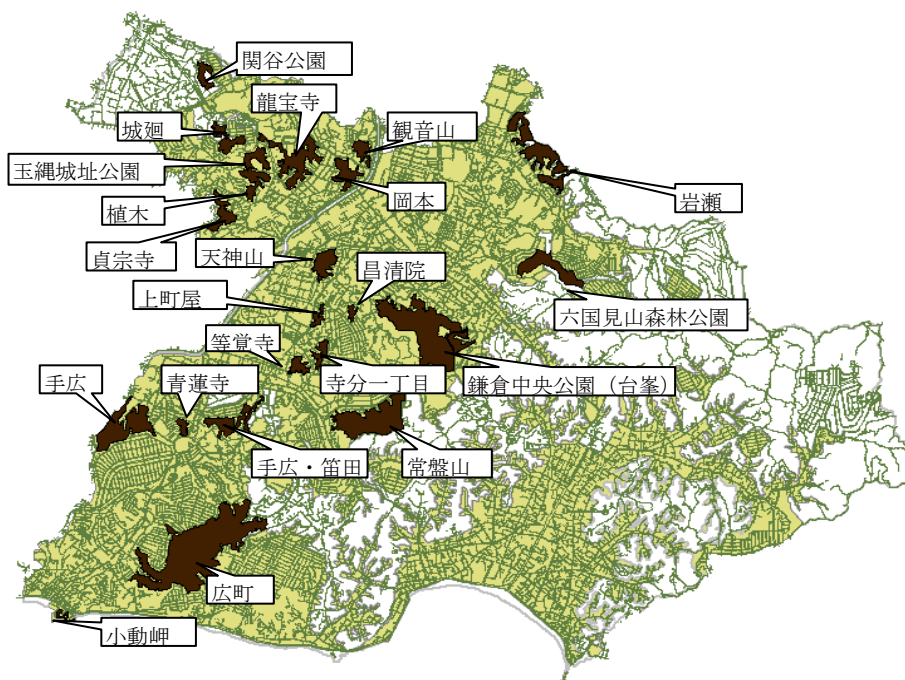 関谷公園
龍宝寺
城廻
観音山
玉縄城址公園
岡本
岩瀬
植木
貞宗寺
天神山
昌清院
上町屋
六国見山森林公園
等覚寺
寺分一丁目
鎌倉中央公園（台峯）
手広
青蓮寺
手広・笛田
常盤山
広町
小動岬